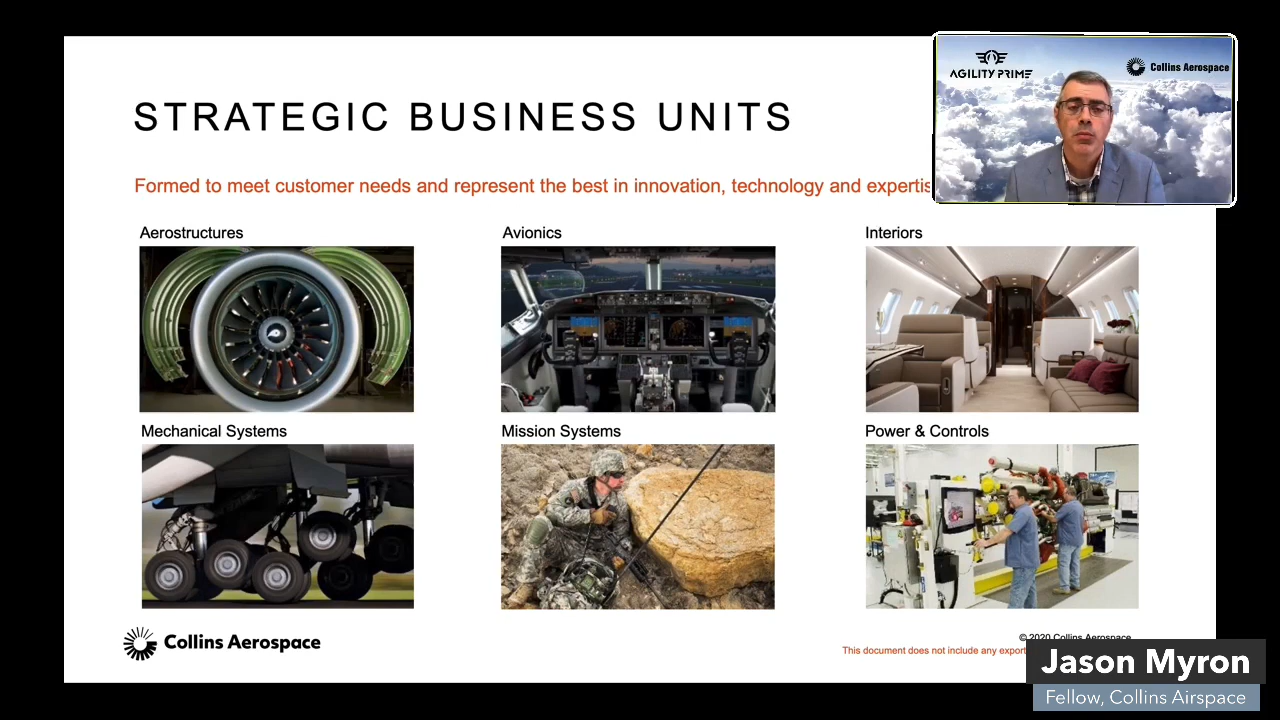 STRATEGIC BUSINESS UNITS
AGILITY PRIME
Collins Aerospace
Formed to meet customer needs and represent the best in innovation, technology and expertis
Aerostructures
Avionics
Interiors
Mechanical Systems
Mission Systems
Power & Controls
Collins Aerospace
© 2020 Collins Aerospace
This document does not include any export
Jason Myron
Fellow, Collins Airspace